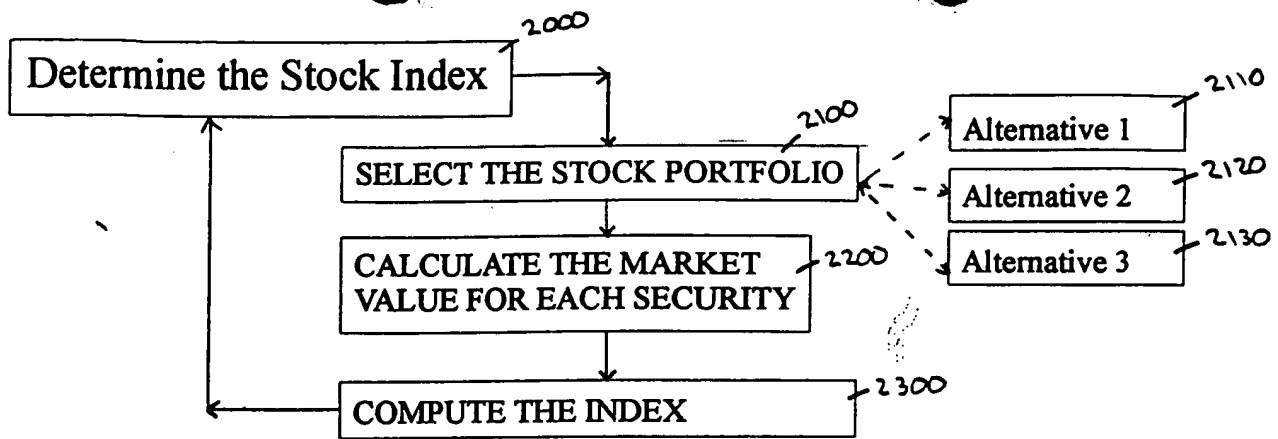 2000
Determine the Stock Index
2100
SELECT THE STOCK PORTFOLIO
2110
Alternative 1
2120
Alternative 2
2130
Alternative 3
CALCULATE THE MARKET
VALUE FOR EACH SECURITY
2200
2300
COMPUTE THE INDEX